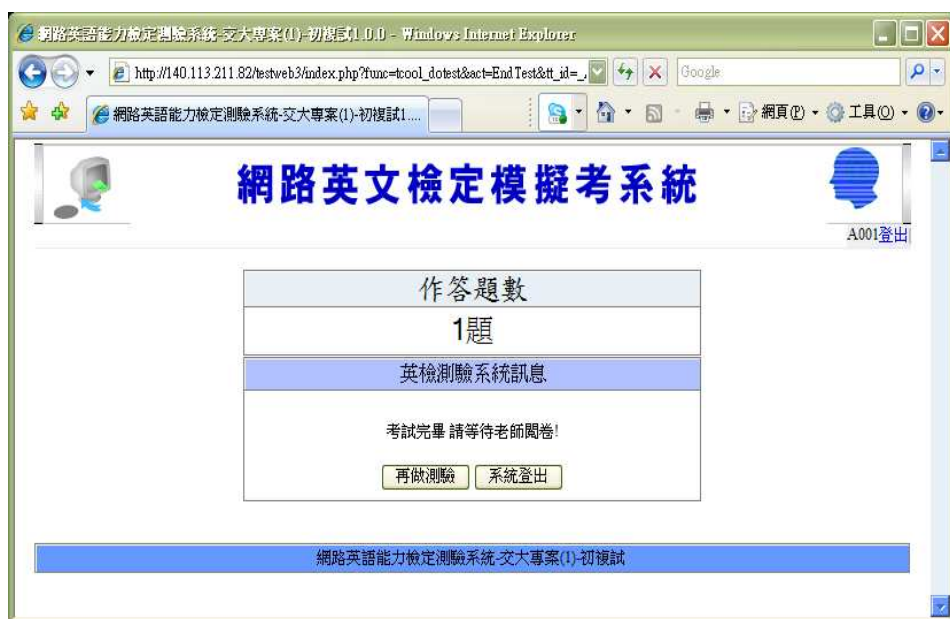 網路英語能力檢定測驗系統-交大專案(1)-初複試1.0.0 - Windows Internet Explorer
http://140.113.211.82/testweb3/index.php?func=tcool_dotest&act=EndTest&tt_id=_,
Google
網路英語能力檢定測驗系統-交大專案(1)-初複試1....
網頁(P)
工具(O)
網路英文檢定模擬考系統
A001登出|
作答題數
1題
英檢測驗系統訊息
考試完畢 請等待老師閱卷!
再做測驗
系統登出
網路英語能力檢定測驗系統-交大專案(1)-初複試